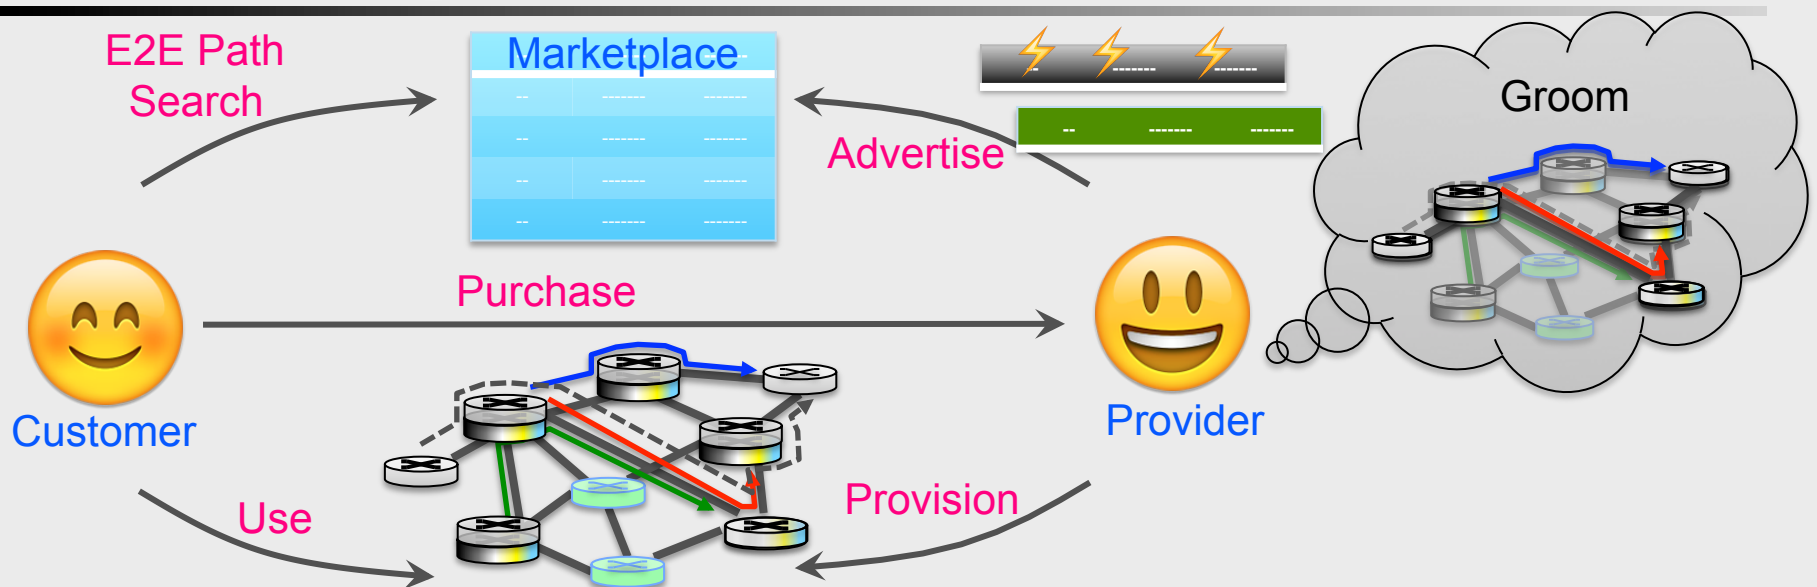 E2E Path
Search
Marketplace
-------
-- ------- -------
-- ------- -------
-- ------- -------
-- ------- -------
-- ------- -------
-- ------- -------
Groom
Advertise
Purchase
Customer
Provider
Use
Provision